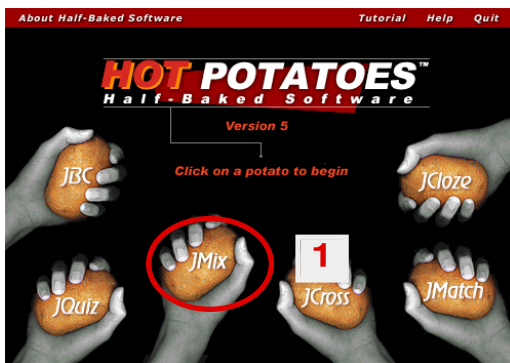 About Half-Baked Software Tutorial Help Quit
HOT POTATOES™
Half-Baked Software
Version 5
Click on a potato to begin
JBC
JCloze
JMix
1
JQuiz
JCross
JMatch